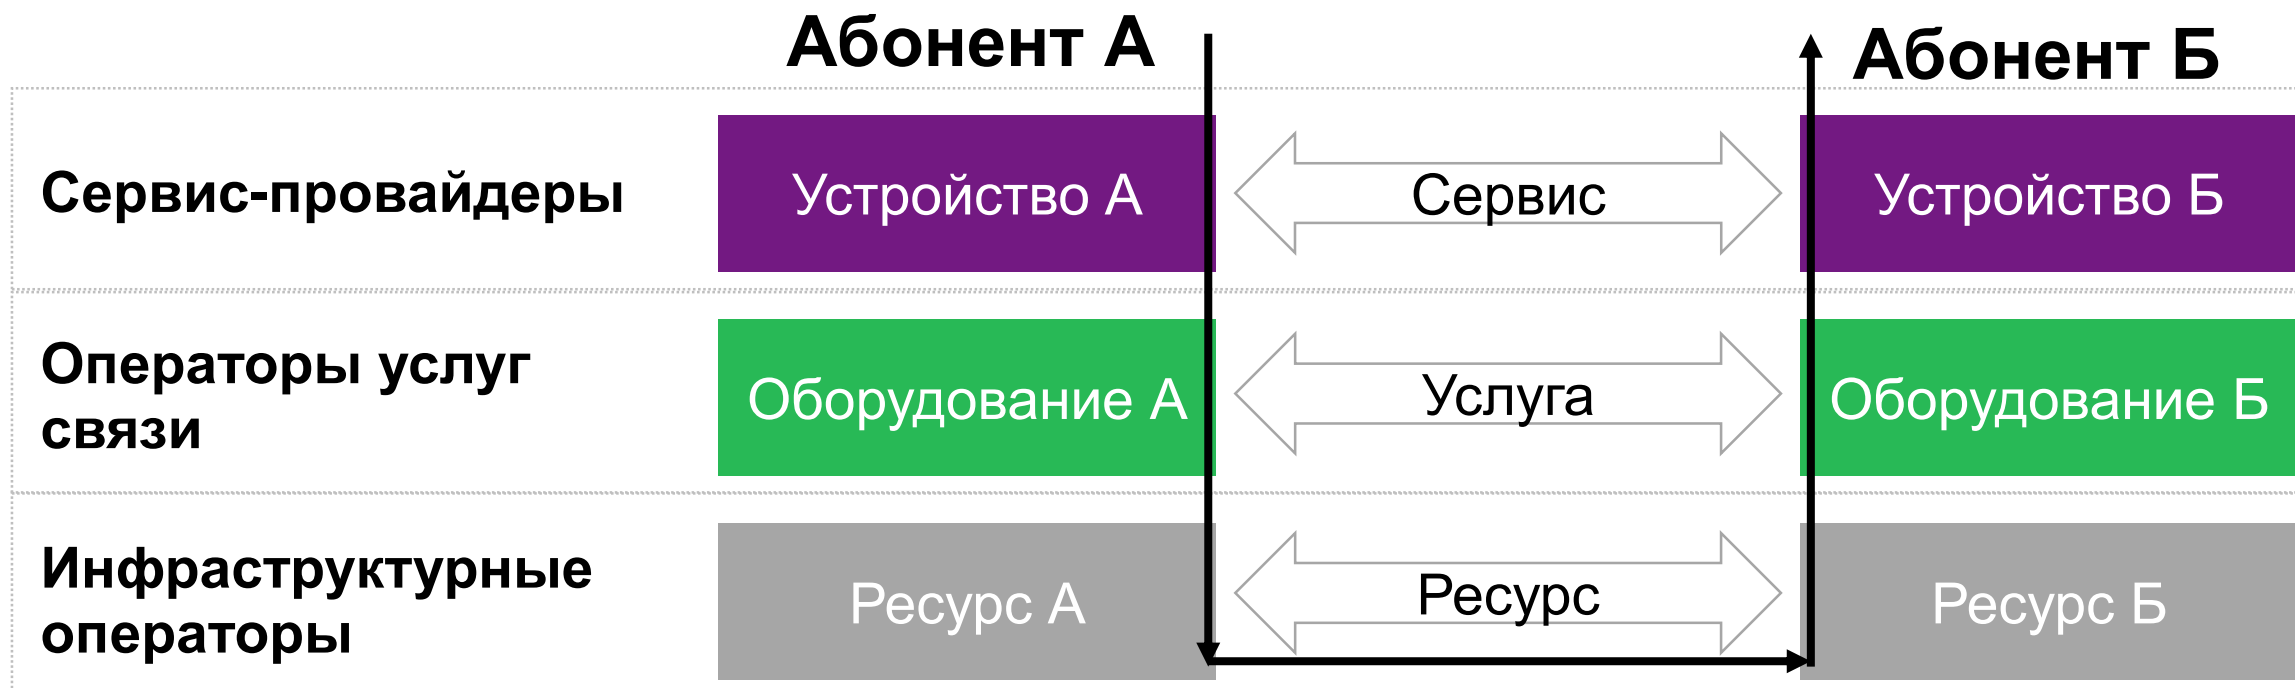 Абонент А
Абонент Б
Сервис-провайдеры
Устройство А
Сервис
Устройство Б
Операторы услуг
связи
Оборудование А
Услуга
Оборудование Б
Инфраструктурные
операторы
Ресурс А
Ресурс
Ресурс Б